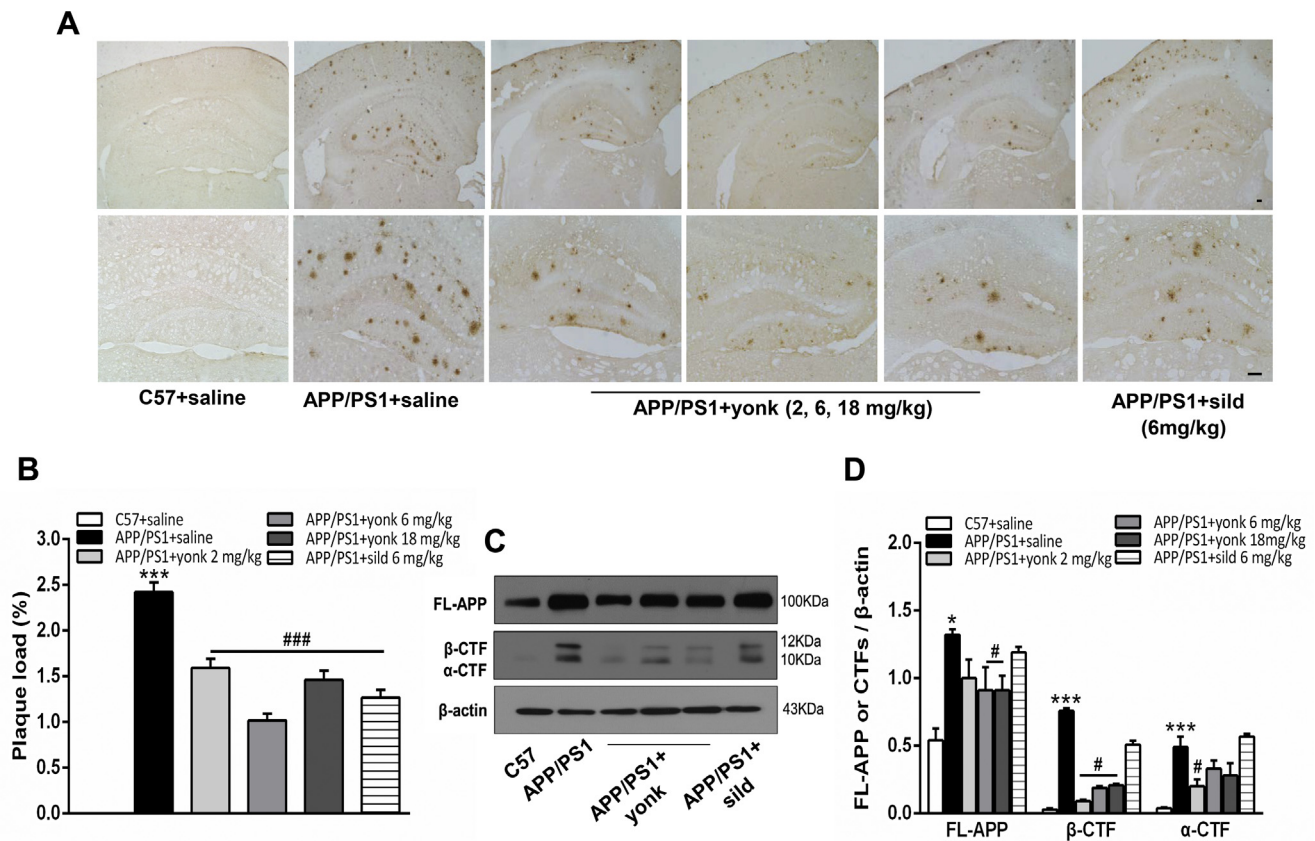 A
C57+saline
APP/PS1+saline
APP/PS1+yonk (2, 6, 18 mg/kg)
APP/PS1+sild
(6mg/kg)
B
C57+saline
APP/PS1+saline
APP/PS1+yonk 2 mg/kg
APP/PS1+yonk 6 mg/kg
APP/PS1+yonk 18 mg/kg
APP/PS1+sild 6 mg/kg
Plaque load (%)
3.0
2.5
2.0
1.5
1.0
0.5
0.0
***
###
C
FL-APP
100KDa
β-CTF
12KDa
α-CTF
10KDa
β-actin
43KDa
C57
APP/PS1
APP/PS1+
yonk
APP/PS1+
sild
D
C57+saline
APP/PS1+saline
APP/PS1+yonk 2 mg/kg
APP/PS1+yonk 6 mg/kg
APP/PS1+yonk 18mg/kg
APP/PS1+sild 6 mg/kg
FL-APP or CTFs / β-actin
2.0
1.5
1.0
0.5
0.0
*
#
***
#
***
#
FL-APP
β-CTF
α-CTF